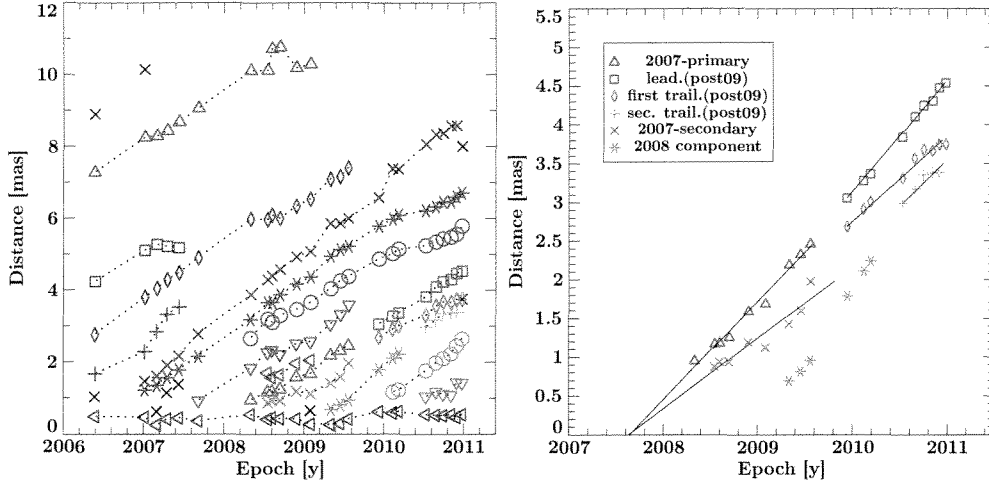 12
10
8
6
4
2
0
Distance [mas]
2006 2007 2008 2009 2010 2011
Epoch [y]
5.5
5
4.5
4
3.5
3
2.5
2
1.5
1
0.5
0
Distance [mas]
2007-primary
lead.(post09)
first trail.(post09)
sec. trail.(post09)
2007-secondary
2008 component
2007 2008 2009 2010 2011
Epoch [y]